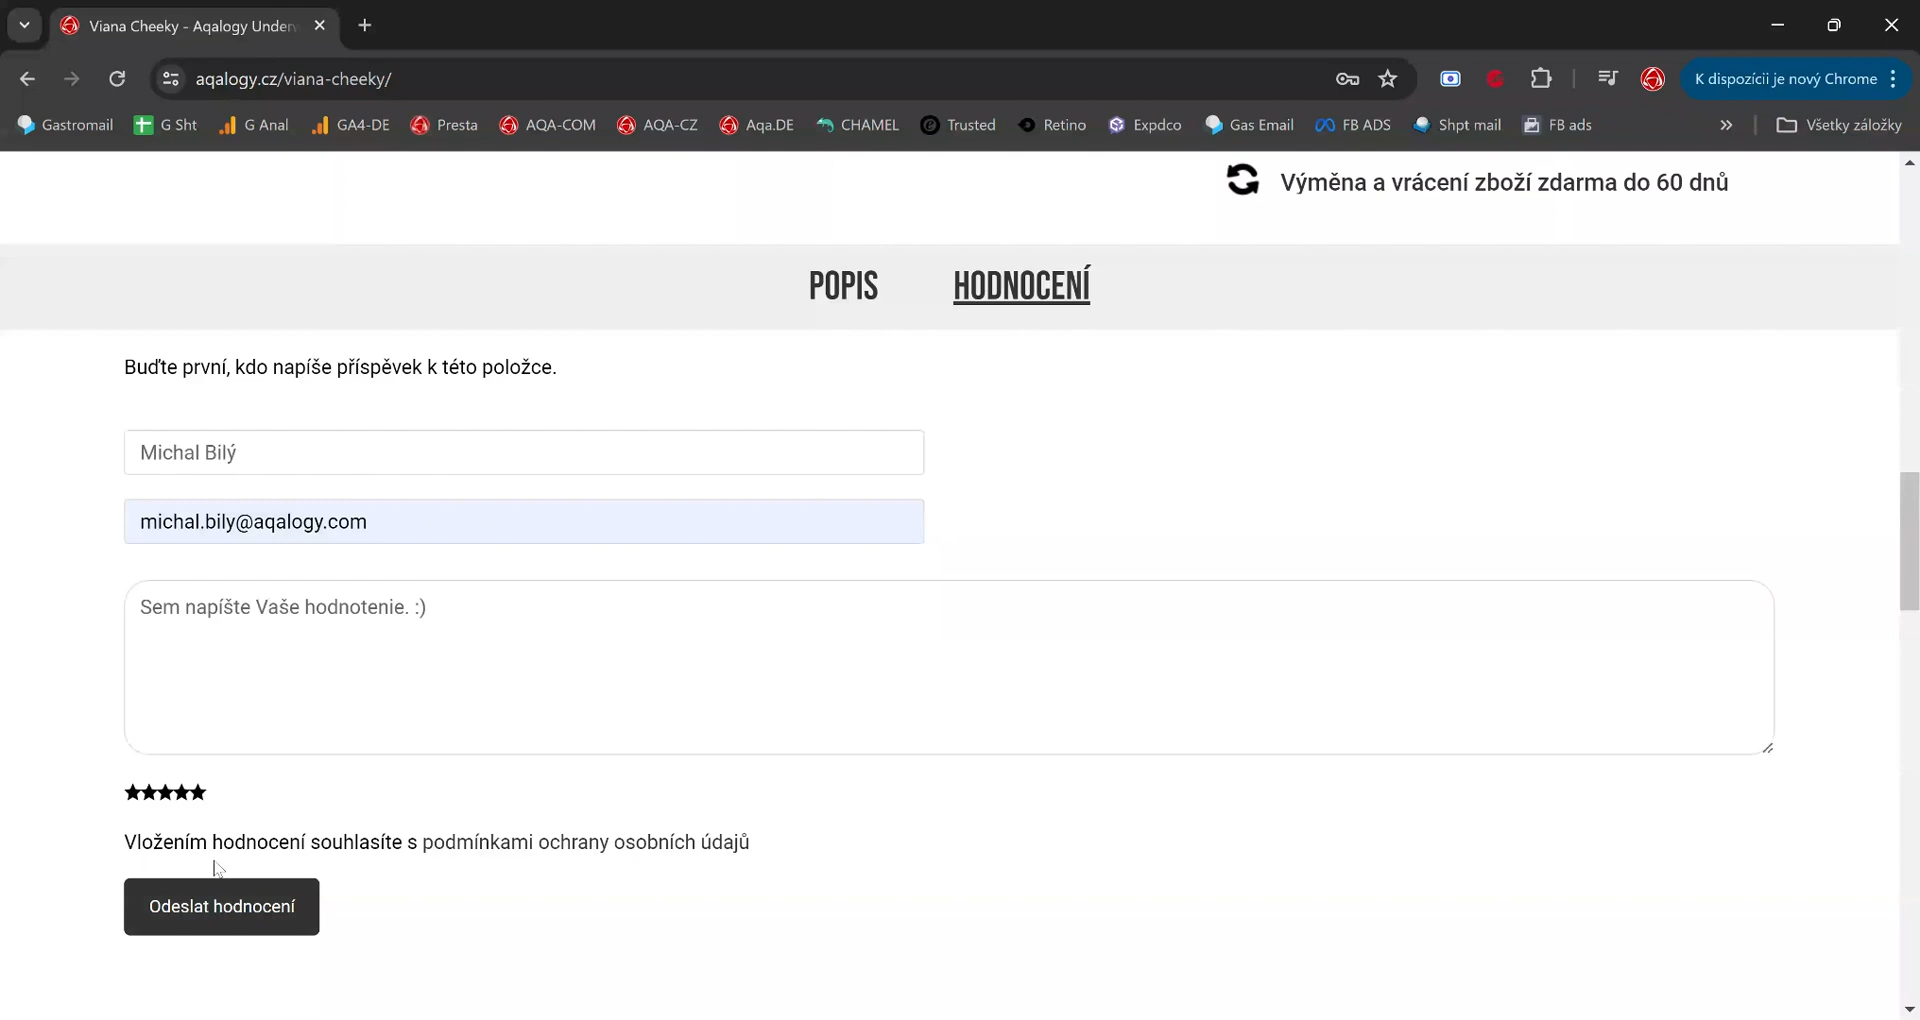 Viana Cheeky - Aqalogy Under
aqalogy.cz/viana-cheeky/
K dispozícii je nový Chrome
Gastromail G Sht G Anal GA4-DE Presta AQA-COM AQA-CZ Aqa.DE CHAMEL Trusted Retino Expdco Gas Email FB ADS Shpt mail FB ads » Všetky záložky
Výměna a vrácení zboží zdarma do 60 dnů
POPIS HODNOCENÍ
Buďte první, kdo napíše příspěvek k této položce.
Michal Bilý
michal.bily@aqalogy.com
Sem napíšte Vaše hodnotenie. :)
★★★★★
Vložením hodnocení souhlasíte s podmínkami ochrany osobních údajů
Odeslat hodnocení